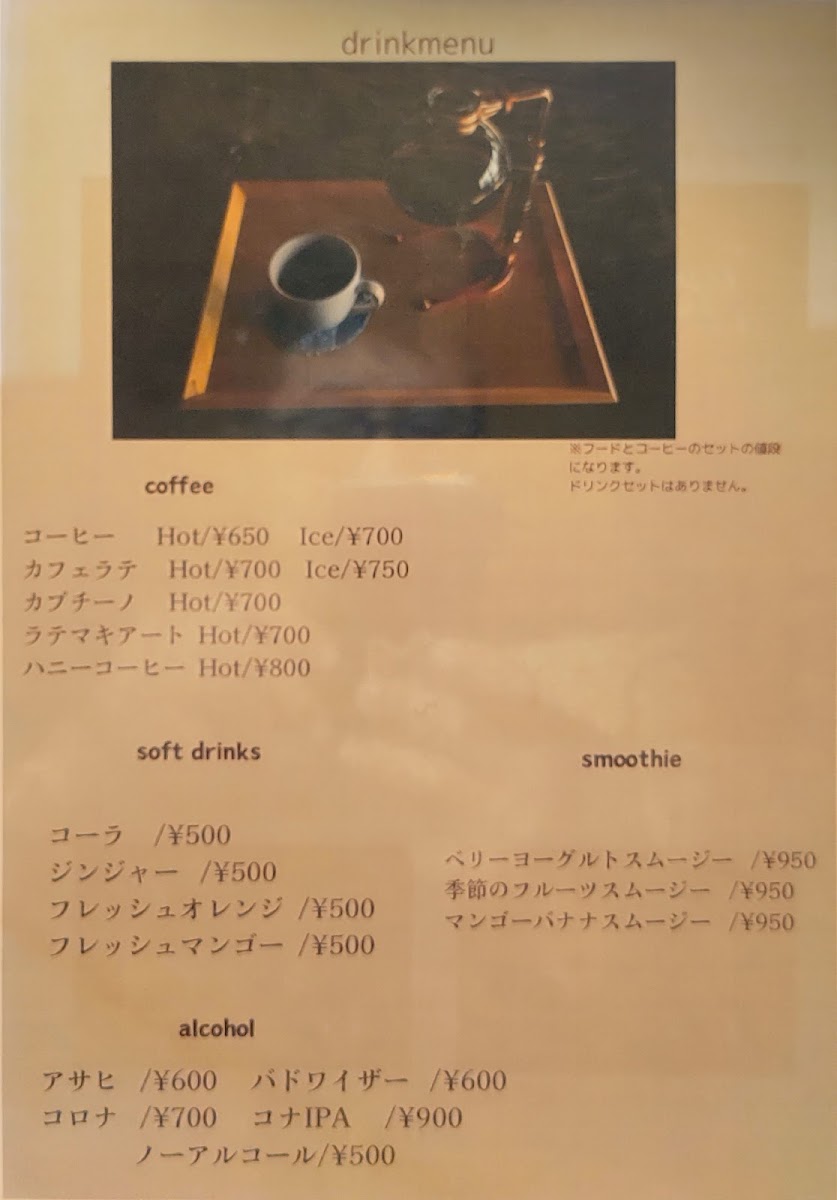 drinkmenu
※フードとコーヒーのセットの値段
になります。
ドリンクセットはありません。
coffee
コーヒー Hot/¥650 Ice/¥700
カフェラテ Hot/¥700 Ice/¥750
カプチーノ Hot/¥700
ラテマキアート Hot/¥700
ハニーコーヒー Hot/¥800
soft drinks
コーラ /¥500
ジンジャー /¥500
フレッシュオレンジ /¥500
フレッシュマンゴー /¥500
smoothie
ベリーヨーグルトスムージー /¥950
季節のフルーツスムージー /¥950
マンゴーバナナスムージー /¥950
alcohol
アサヒ /¥600 バドワイザー /¥600
コロナ /¥700 コナIPA /¥900
ノーアルコール/¥500